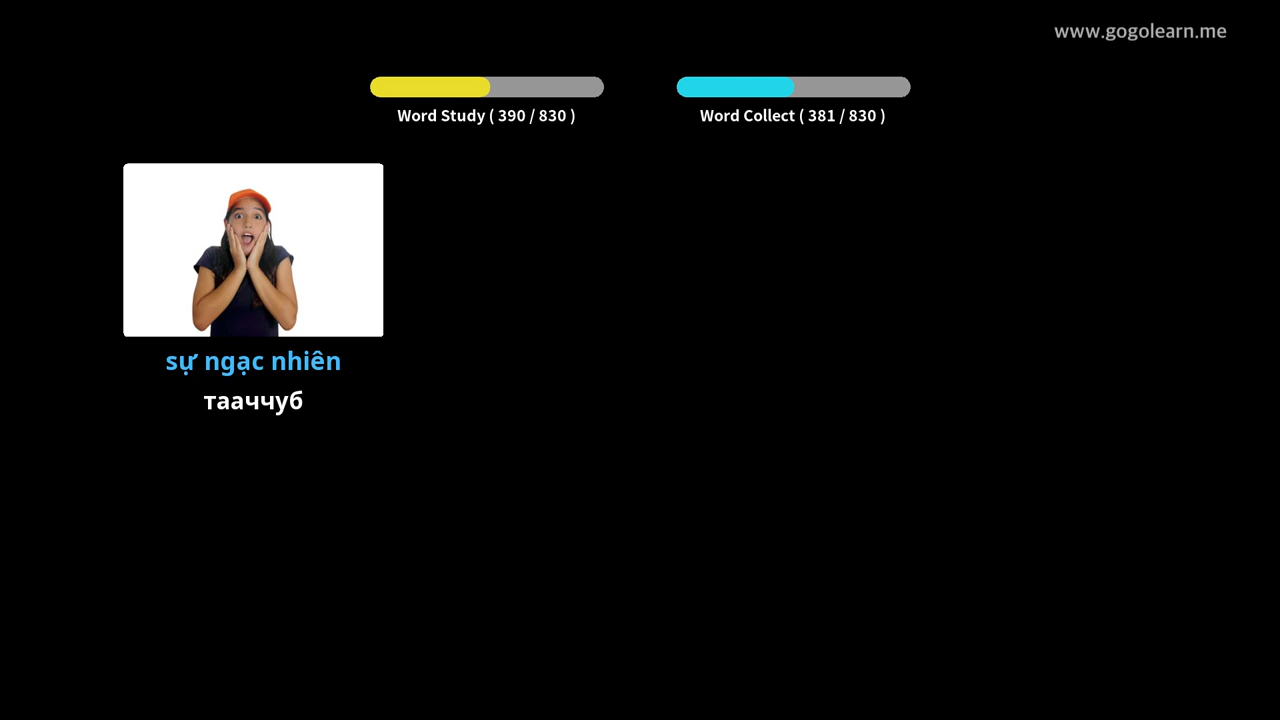 www.gogolearn.me
Word Study ( 390 / 830 )
Word Collect ( 381 / 830 )
sự ngạc nhiên
тааччуб